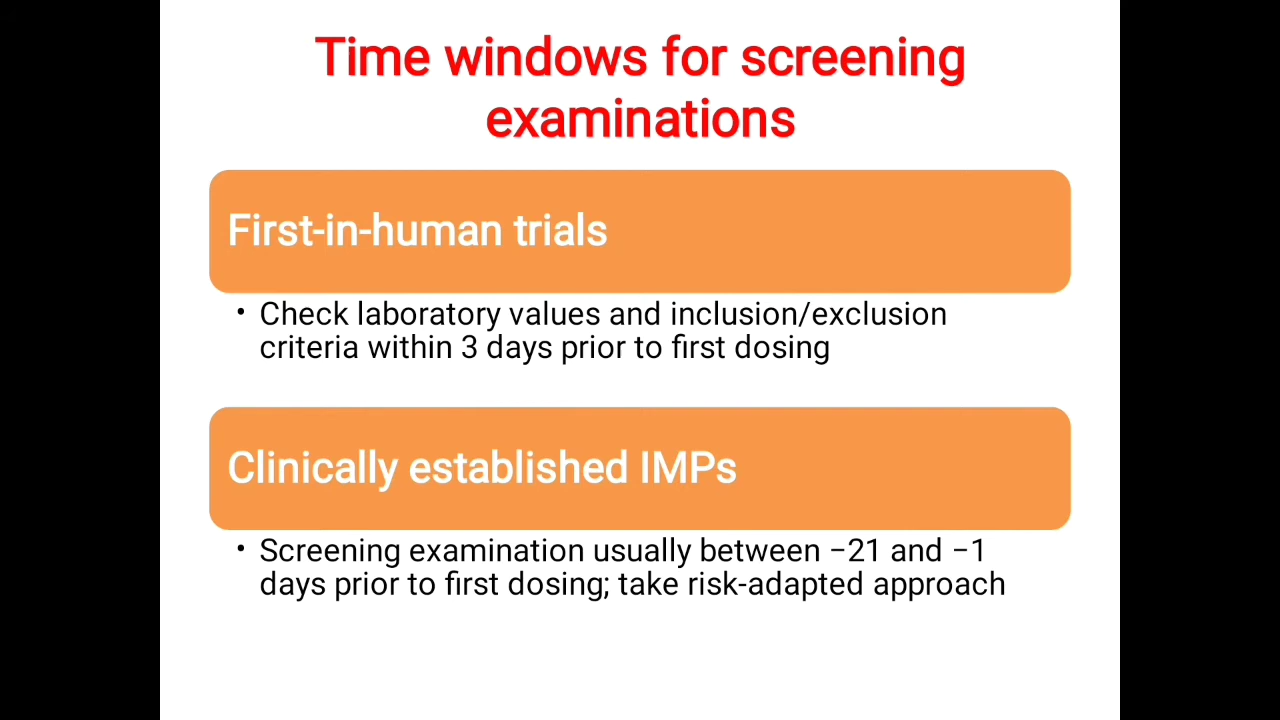 Time windows for screening
examinations
First-in-human trials
• Check laboratory values and inclusion/exclusion
criteria within 3 days prior to first dosing
Clinically established IMPs
• Screening examination usually between −21 and −1
days prior to first dosing; take risk-adapted approach